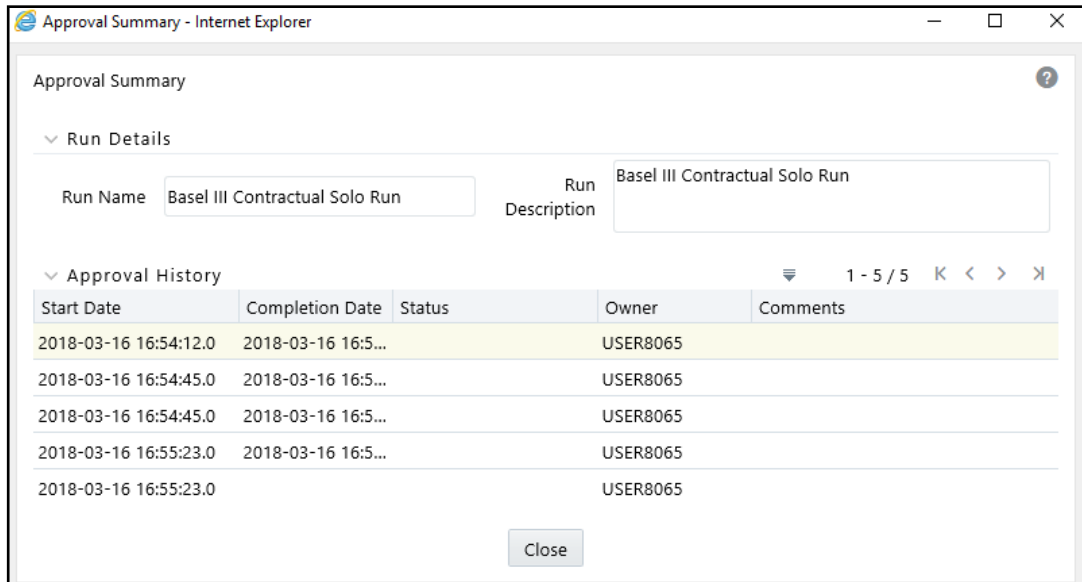 Approval Summary - Internet Explorer
Approval Summary
Run Details
Run Name Basel III Contractual Solo Run Run Description Basel III Contractual Solo Run
Approval History 1 - 5 / 5
Start Date Completion Date Status Owner Comments
2018-03-16 16:54:12.0 2018-03-16 16:5... USER8065
2018-03-16 16:54:45.0 2018-03-16 16:5... USER8065
2018-03-16 16:54:45.0 2018-03-16 16:5... USER8065
2018-03-16 16:55:23.0 2018-03-16 16:5... USER8065
2018-03-16 16:55:23.0 USER8065
Close